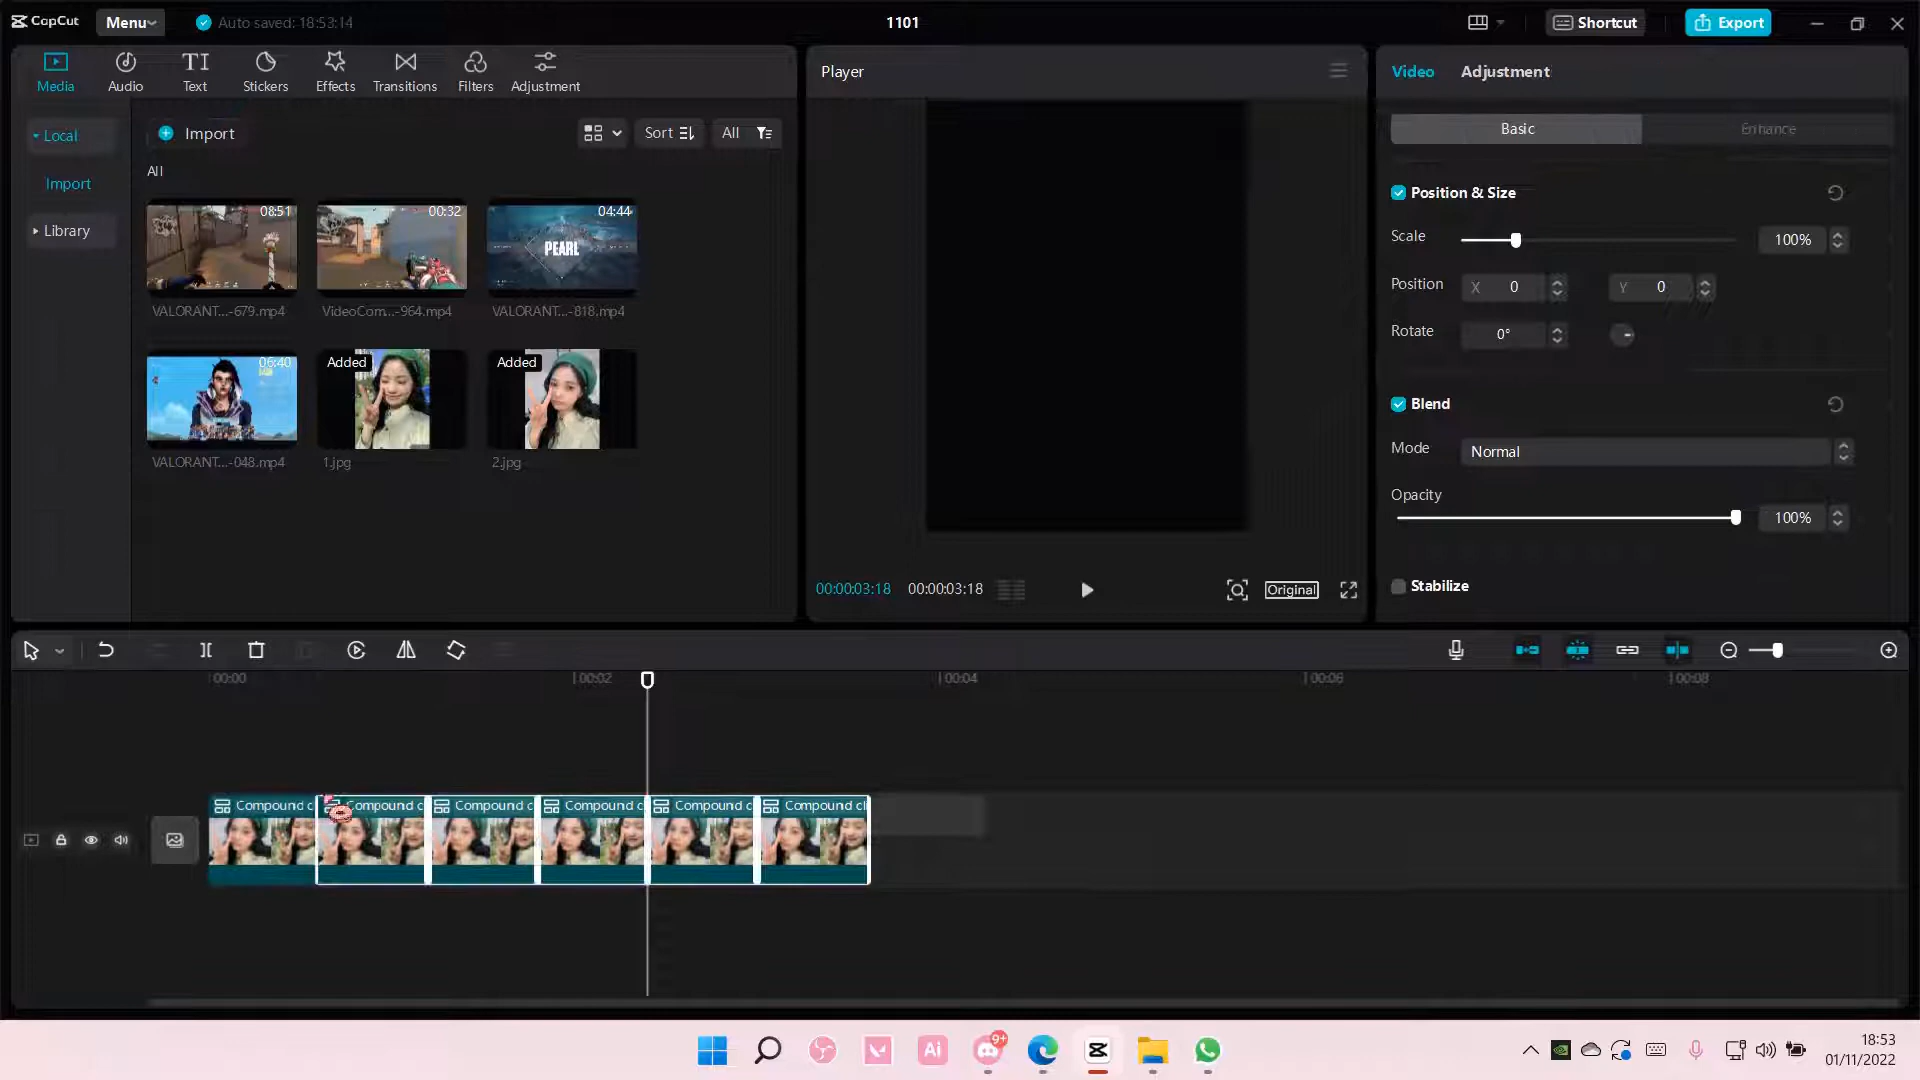 CapCut
Menu
Auto saved: 18:53:14
1101
Shortcut
Export
Media
Audio
Text
Stickers
Effects
Transitions
Filters
Adjustment
Local
Import
Library
Import
Sort
All
All
08:51
VALORANT...-679.mp4
00:32
VideoCom...-964.mp4
04:44
PEARL
VALORANT...-818.mp4
06:40
VALORANT...-048.mp4
Added
1.jpg
Added
2.jpg
Player
00:00:03:18
00:00:03:18
Original
Video
Adjustment
Basic
Enhance
Position & Size
Scale
100%
Position
X 0
Y 0
Rotate
0°
Blend
Mode
Normal
Opacity
100%
Stabilize
00:00
00:02
00:04
00:06
00:08
Compound c
Compound c
Compound c
Compound c
Compound c
Compound cli
Ai
9+
18:53
01/11/2022